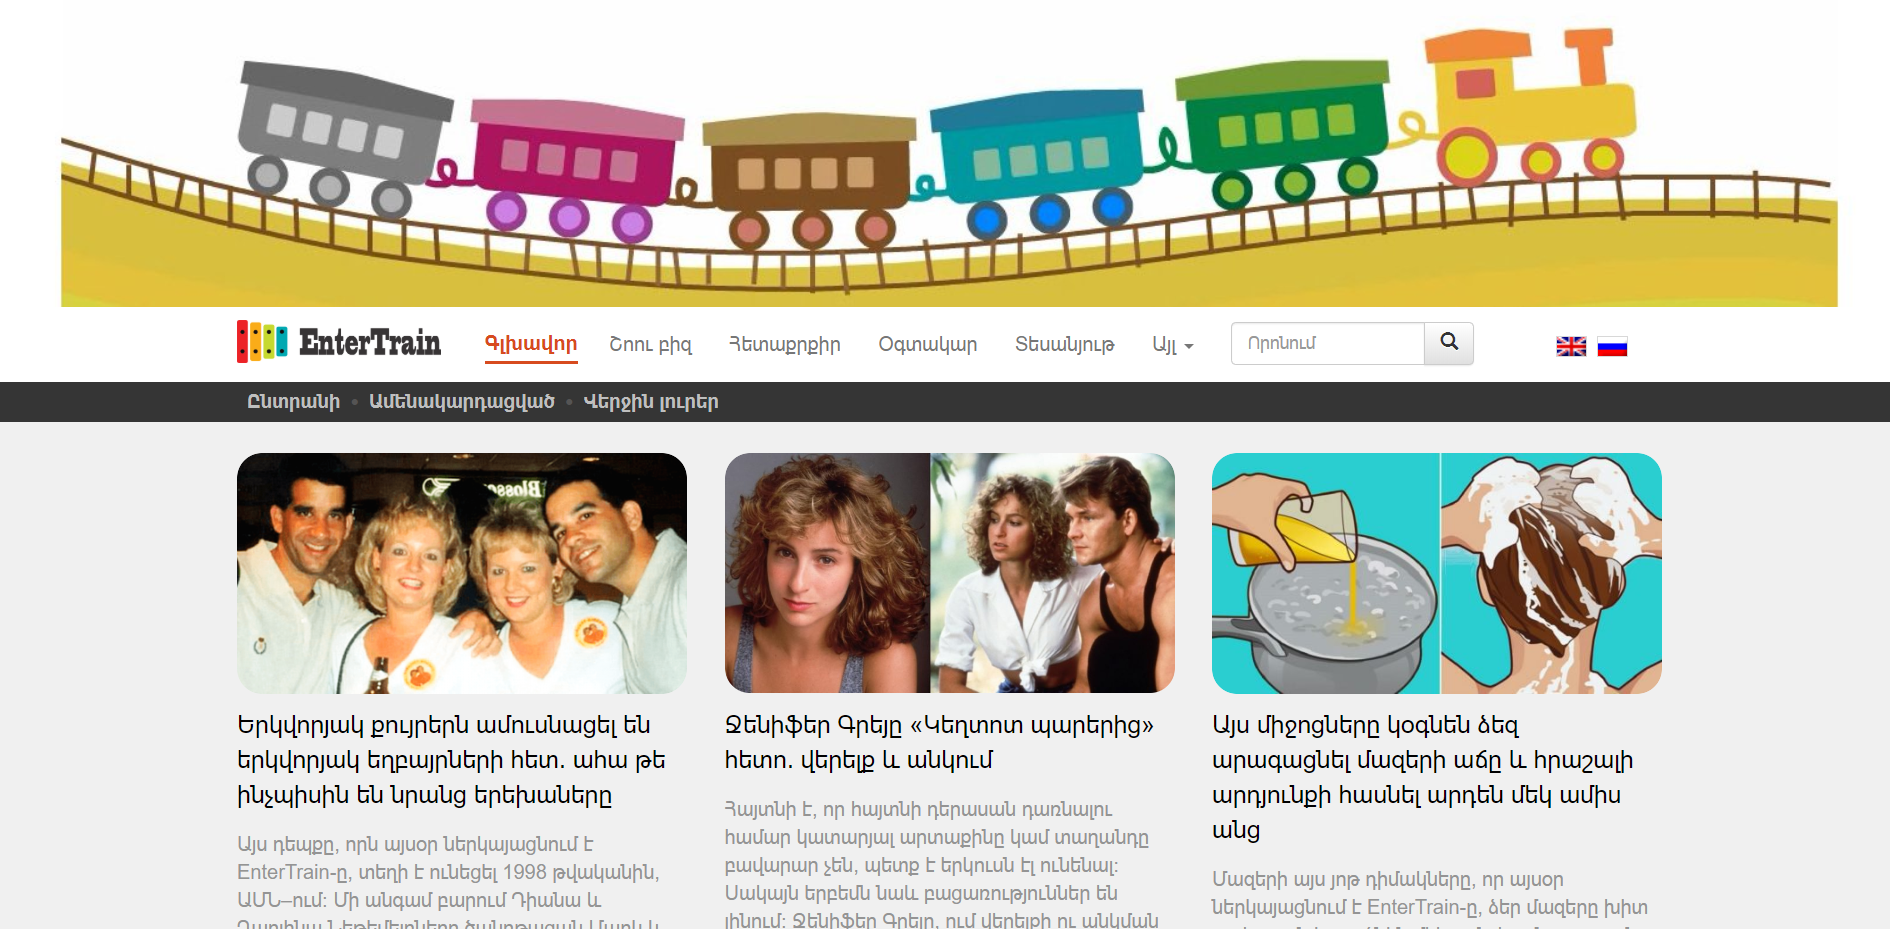 EnterTrain
Գլխավոր
Շոու բիզ
Հետաքրքիր
Օգտակար
Տեսանյութ
Այլ
Որոնում
Ընտրանի • Ամենակարդացված • Վերջին լուրեր
Երկվորյակ քույրերն ամուսնացել են
երկվորյակ եղբայրների հետ. ահա թե
ինչպիսին են նրանց երեխաները
Այս դեպքը, որն այսօր ներկայացնում է
EnterTrain-ը, տեղի է ունեցել 1998 թվականին,
ԱՄՆ–ում: Մի անգամ բարում Դիանա և
Ջենիֆեր Գրեյը «Կեղտոտ պարերից»
հետո. վերելք և անկում
Հայտնի է, որ հայտնի դերասան դառնալու
համար կատարյալ արտաքինը կամ տաղանդը
բավարար չեն, պետք է երկուսն էլ ունենալ:
Սակայն երբեմն նաև բացառություններ են
լինում: Ջենիֆեր Գրեյը, ում վերելքի ու անկման
Այս միջոցները կօգնեն ձեզ
արագացնել մազերի աճը և հրաշալի
արդյունքի հասնել արդեն մեկ ամիս
անց
Մազերի այս յոթ դիմակները, որ այսօր
ներկայացնում է EnterTrain-ը, ձեր մազերը խիտ